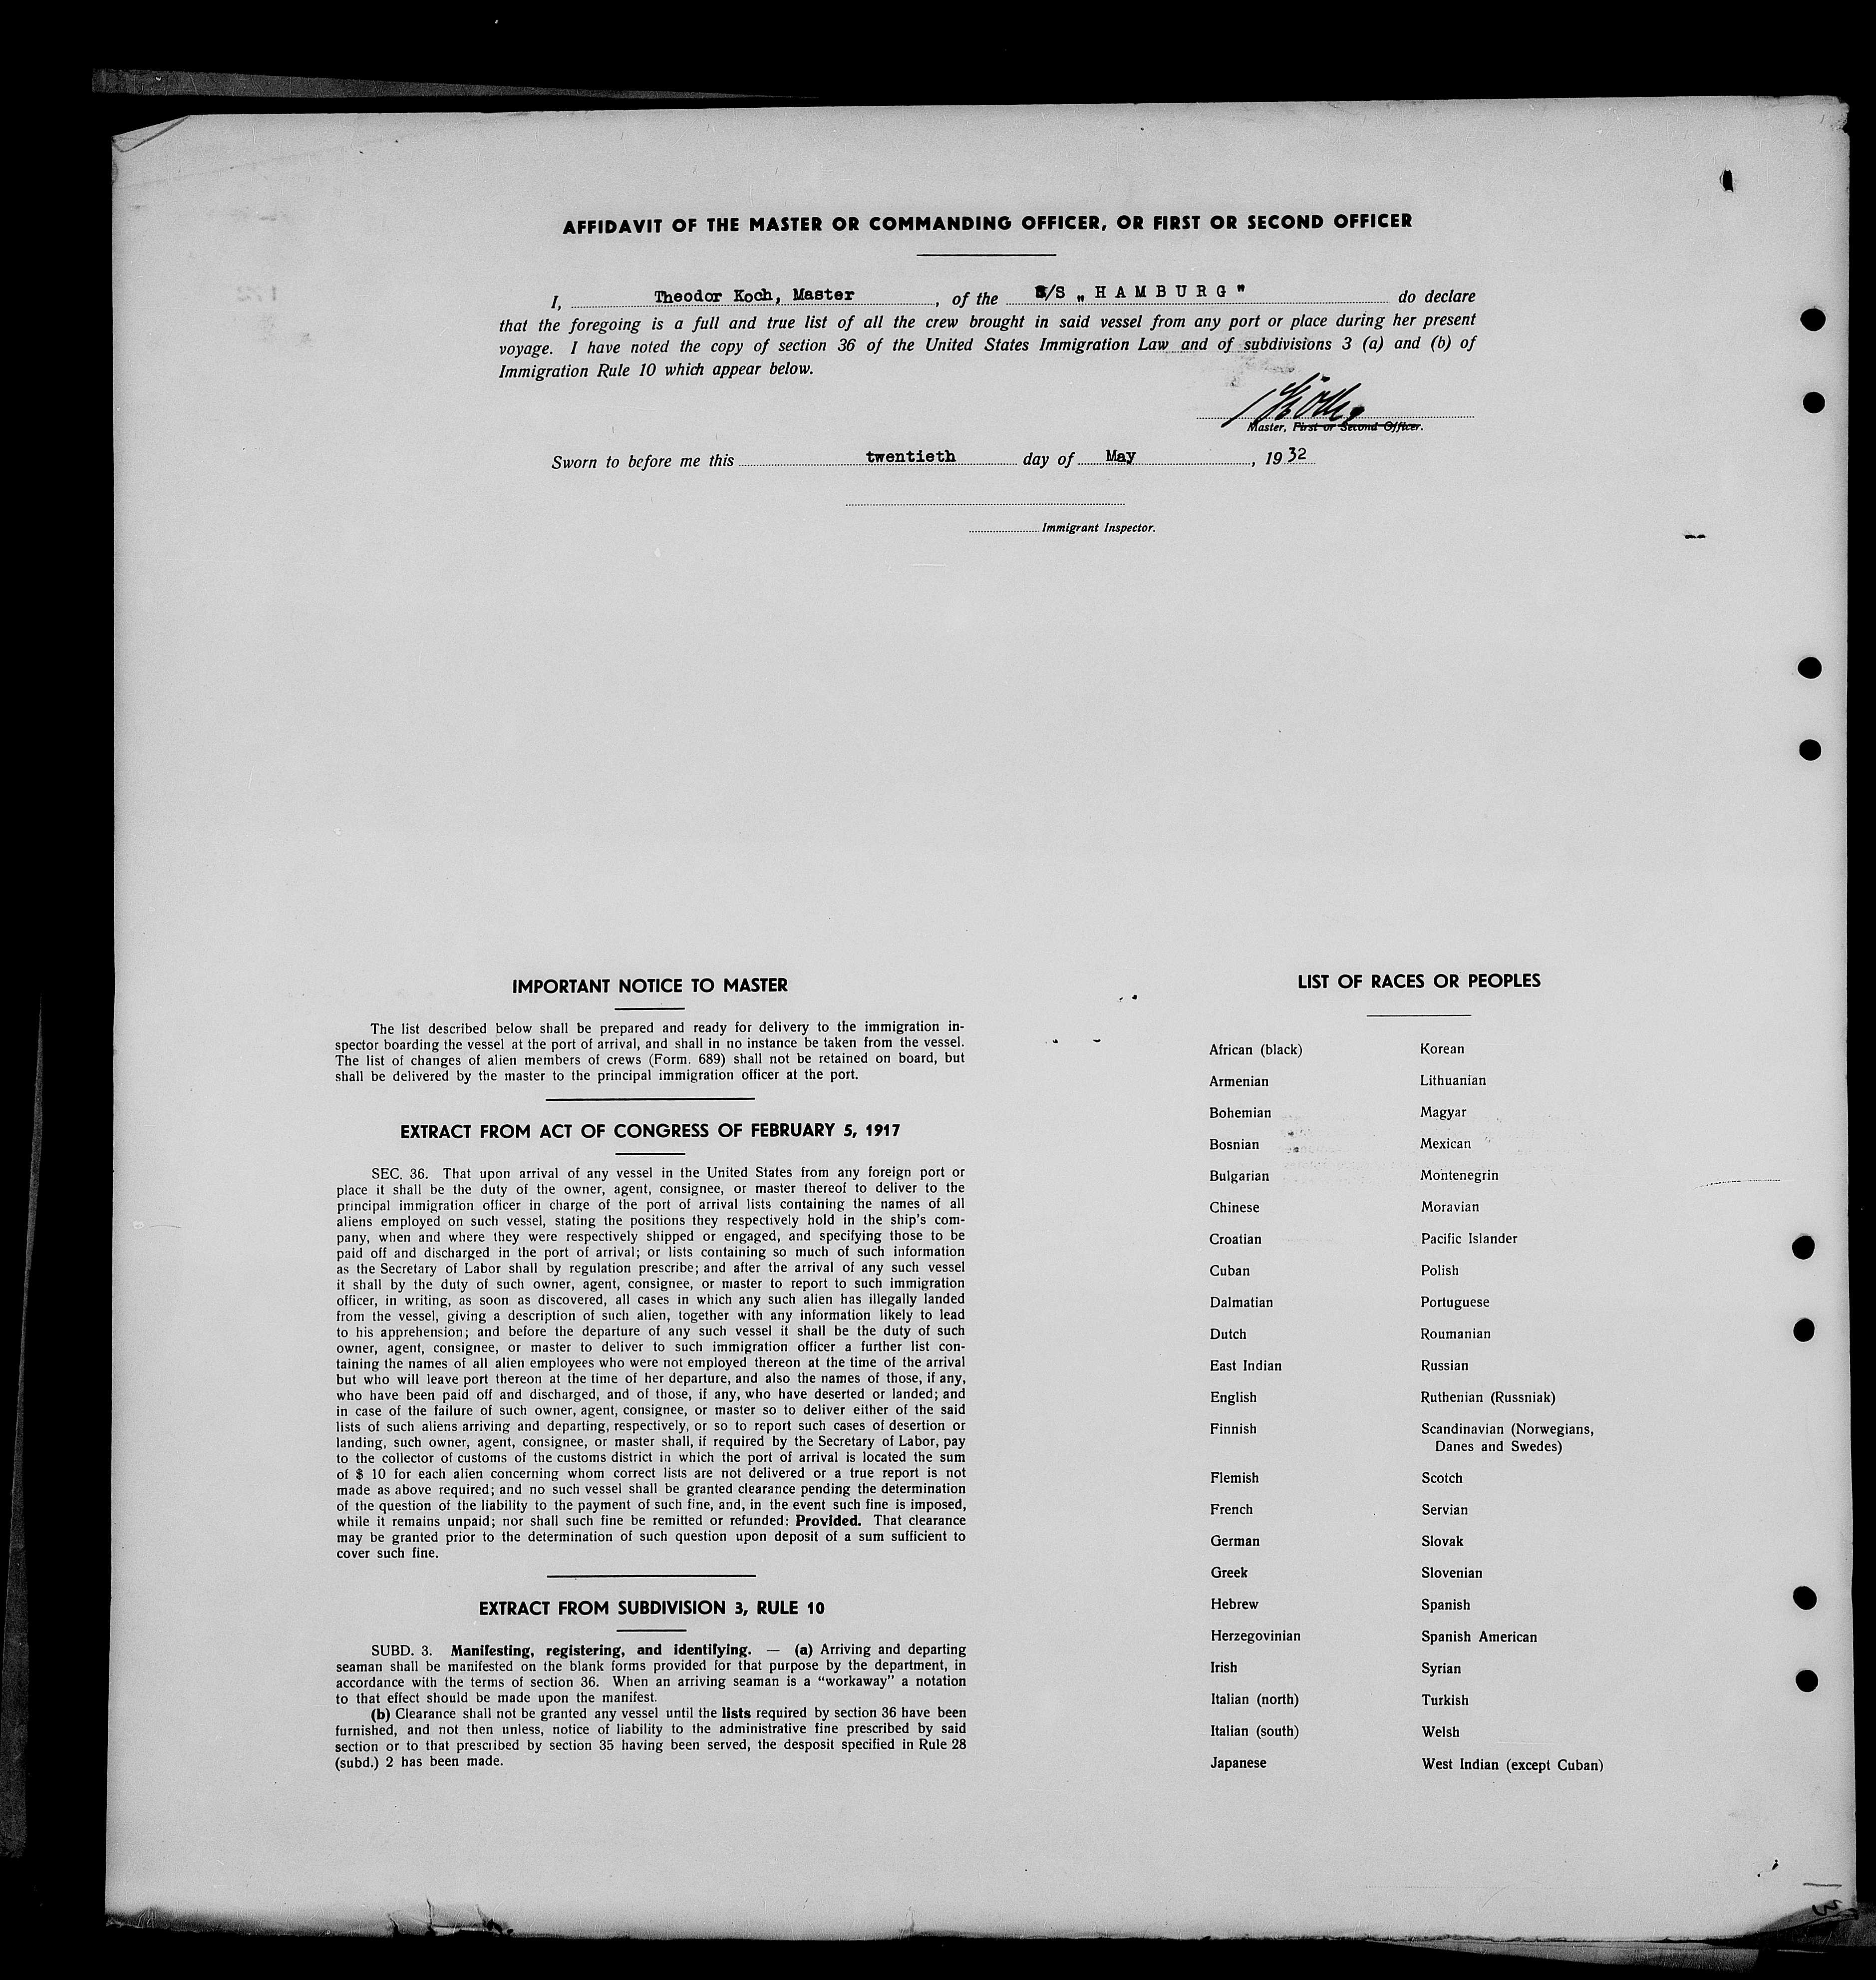 AFFIDAVIT OF THE MASTER OR COMMANDING OFFICER, OR FIRST OR SECOND OFFICER
I, Theodor Koch, Master, of the S/S „ H A M B U R G " do declare
that the foregoing is a full and true list of all the crew brought in said vessel from any port or place during her present
voyage. I have noted the copy of section 36 of the United States Immigration Law and of subdivisions 3 (a) and (b) of
Immigration Rule 10 which appear below.
Koch.
Master, First or Second Officer.
Sworn to before me this twentieth day of May, 1932
Immigrant Inspector.
IMPORTANT NOTICE TO MASTER
The list described below shall be prepared and ready for delivery to the immigration in-
spector boarding the vessel at the port of arrival, and shall in no instance be taken from the vessel.
The list of changes of alien members of crews (Form. 689) shall not be retained on board, but
shall be delivered by the master to the principal immigration officer at the port.
EXTRACT FROM ACT OF CONGRESS OF FEBRUARY 5, 1917
SEC. 36. That upon arrival of any vessel in the United States from any foreign port or
place it shall be the duty of the owner, agent, consignee, or master thereof to deliver to the
principal immigration officer in charge of the port of arrival lists containing the names of all
aliens employed on such vessel, stating the positions they respectively hold in the ship's com-
pany, when and where they were respectively shipped or engaged, and specifying those to be
paid off and discharged in the port of arrival; or lists containing so much of such information
as the Secretary of Labor shall by regulation prescribe; and after the arrival of any such vessel
it shall by the duty of such owner, agent, consignee, or master to report to such immigration
officer, in writing, as soon as discovered, all cases in which any such alien has illegally landed
from the vessel, giving a description of such alien, together with any information likely to lead
to his apprehension; and before the departure of any such vessel it shall be the duty of such
owner, agent, consignee, or master to deliver to such immigration officer a further list con-
taining the names of all alien employees who were not employed thereon at the time of the arrival
but who will leave port thereon at the time of her departure, and also the names of those, if any,
who have been paid off and discharged, and of those, if any, who have deserted or landed; and
in case of the failure of such owner, agent, consignee, or master so to deliver either of the said
lists of such aliens arriving and departing, respectively, or so to report such cases of desertion or
landing, such owner, agent, consignee, or master shall, if required by the Secretary of Labor, pay
to the collector of customs of the customs district in which the port of arrival is located the sum
of $ 10 for each alien concerning whom correct lists are not delivered or a true report is not
made as above required; and no such vessel shall be granted clearance pending the determination
of the question of the liability to the payment of such fine, and, in the event such fine is imposed,
while it remains unpaid; nor shall such fine be remitted or refunded: Provided. That clearance
may be granted prior to the determination of such question upon deposit of a sum sufficient to
cover such fine.
EXTRACT FROM SUBDIVISION 3, RULE 10
SUBD. 3. Manifesting, registering, and identifying. — (a) Arriving and departing
seaman shall be manifested on the blank forms provided for that purpose by the department, in
accordance with the terms of section 36. When an arriving seaman is a “workaway” a notation
to that effect should be made upon the manifest.
(b) Clearance shall not be granted any vessel until the lists required by section 36 have been
furnished, and not then unless, notice of liability to the administrative fine prescribed by said
section or to that prescribed by section 35 having been served, the desposit specified in Rule 28
(subd.) 2 has been made.
LIST OF RACES OR PEOPLES
African (black)
Armenian
Bohemian
Bosnian
Bulgarian
Chinese
Croatian
Cuban
Dalmatian
Dutch
East Indian
English
Finnish
Flemish
French
German
Greek
Hebrew
Herzegovinian
Irish
Italian (north)
Italian (south)
Japanese
Korean
Lithuanian
Magyar
Mexican
Montenegrin
Moravian
Pacific Islander
Polish
Portuguese
Roumanian
Russian
Ruthenian (Russniak)
Scandinavian (Norwegians,
Danes and Swedes)
Scotch
Servian
Slovak
Slovenian
Spanish
Spanish American
Syrian
Turkish
Welsh
West Indian (except Cuban)